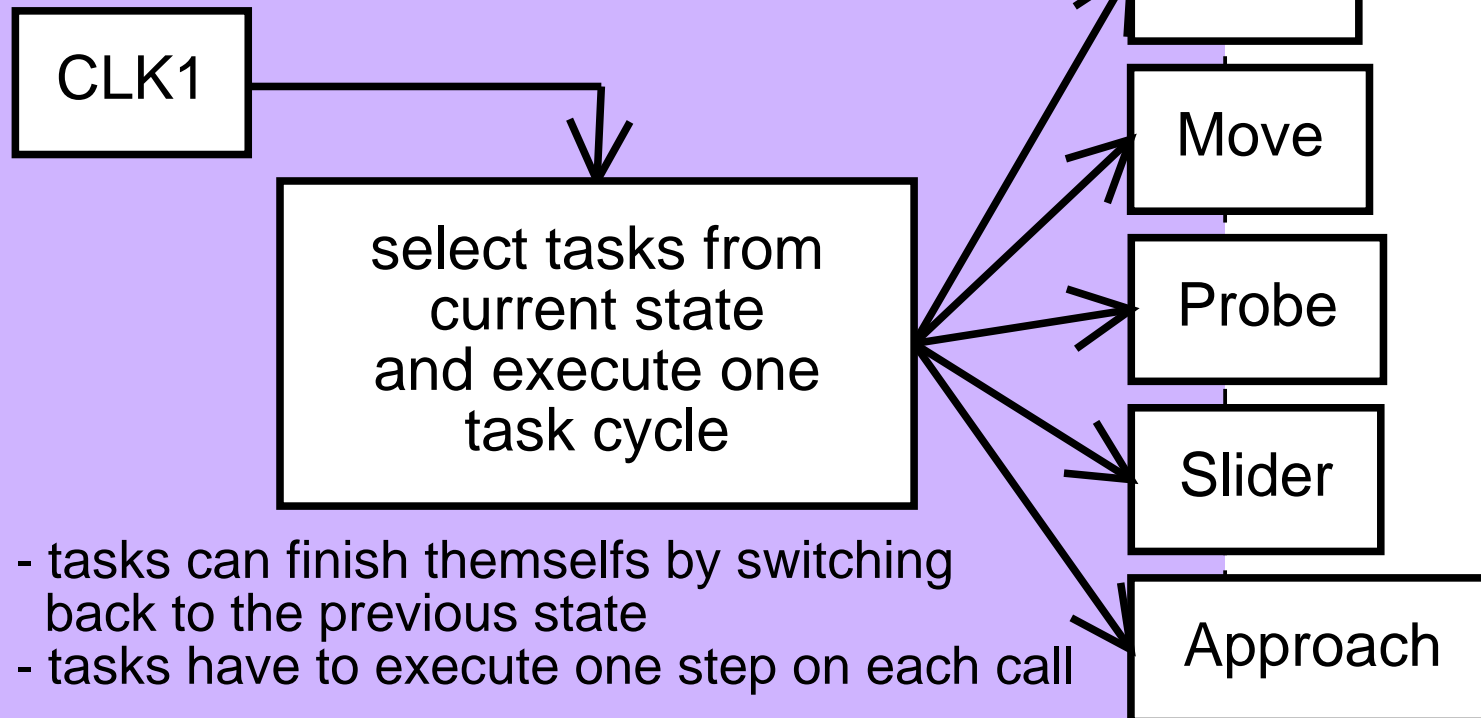 CLK1
select tasks from
current state
and execute one
task cycle
Move
Probe
Slider
Approach
- tasks can finish themselfs by switching
back to the previous state
- tasks have to execute one step on each call